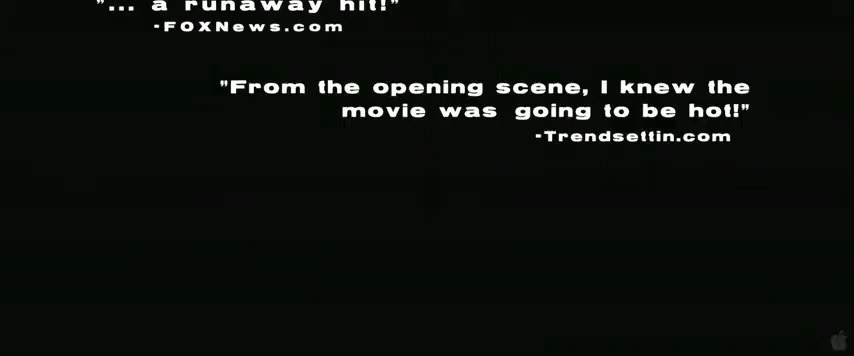 "... a runaway hit!"
-FOXNews.com
"From the opening scene, I knew the
movie was going to be hot!"
-Trendsettin.com